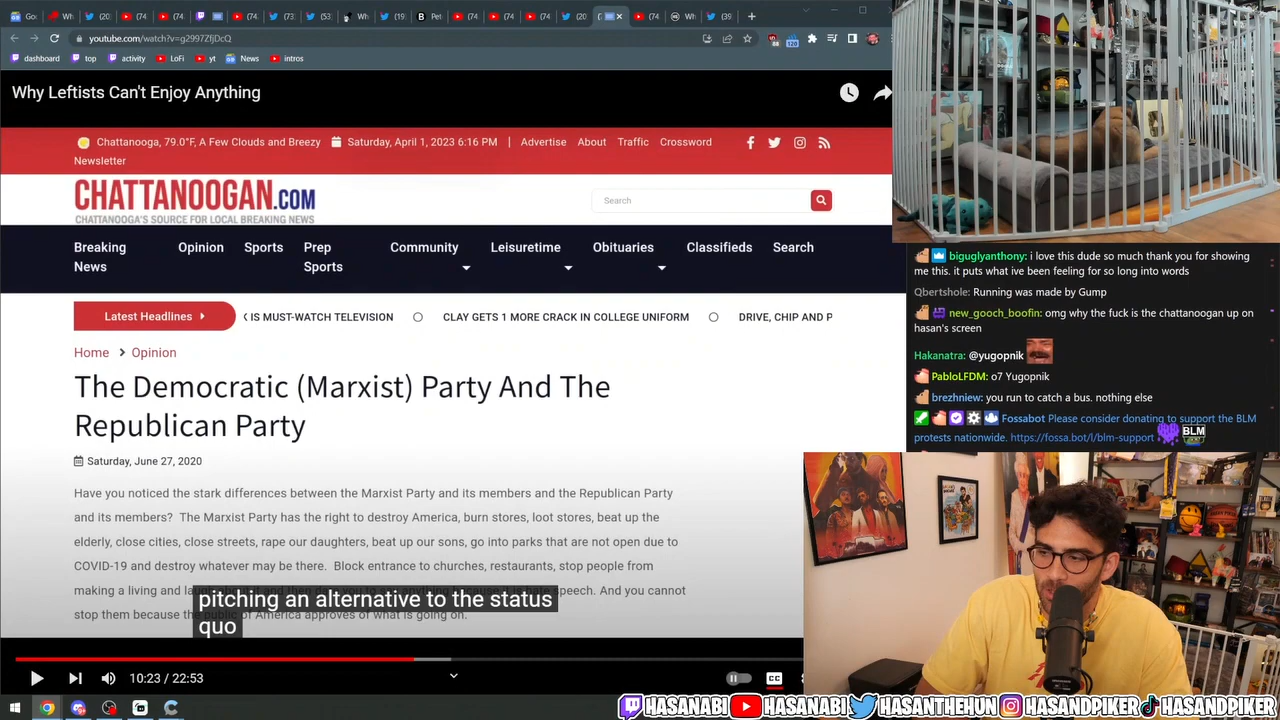 youtube.com/watch?v=g2997ZfjDcQ
dashboard top activity LoFi yt News intros
Why Leftists Can't Enjoy Anything
Chattanooga, 79.0°F, A Few Clouds and Breezy Saturday, April 1, 2023 6:16 PM | Advertise About Traffic Crossword
Newsletter
CHATTANOOGAN.COM
CHATTANOOGA'S SOURCE FOR LOCAL BREAKING NEWS
Search
Breaking News Opinion Sports Prep Sports Community Leisuretime Obituaries Classifieds Search
Latest Headlines K IS MUST-WATCH TELEVISION CLAY GETS 1 MORE CRACK IN COLLEGE UNIFORM DRIVE, CHIP AND P
Home > Opinion
The Democratic (Marxist) Party And The
Republican Party
Saturday, June 27, 2020
Have you noticed the stark differences between the Marxist Party and its members and the Republican Party
and its members? The Marxist Party has the right to destroy America, burn stores, loot stores, beat up the
elderly, close cities, close streets, rape our daughters, beat up our sons, go into parks that are not open due to
COVID-19 and destroy whatever may be there. Block entrance to churches, restaurants, stop people from
making a living and la speech. And you cannot
stop them because the public of America approves of what is going on.
pitching an alternative to the status
quo
10:23 / 22:53
CC
biguglyanthony: i love this dude so much thank you for showing
me this. it puts what ive been feeling for so long into words
Qbertshole: Running was made by Gump
new_gooch_boofin: omg why the fuck is the chattanoogan up on
hasan's screen
Hakanatra: @yugopnik
PabloLFDM: o7 Yugopnik
brezhniew: you run to catch a bus. nothing else
Fossabot Please consider donating to support the BLM
protests nationwide. https://fossa.bot/l/blm-support BLM
HASANABI HASANABI HASANTHEHUN HASANDPIKER HASANDPIKER